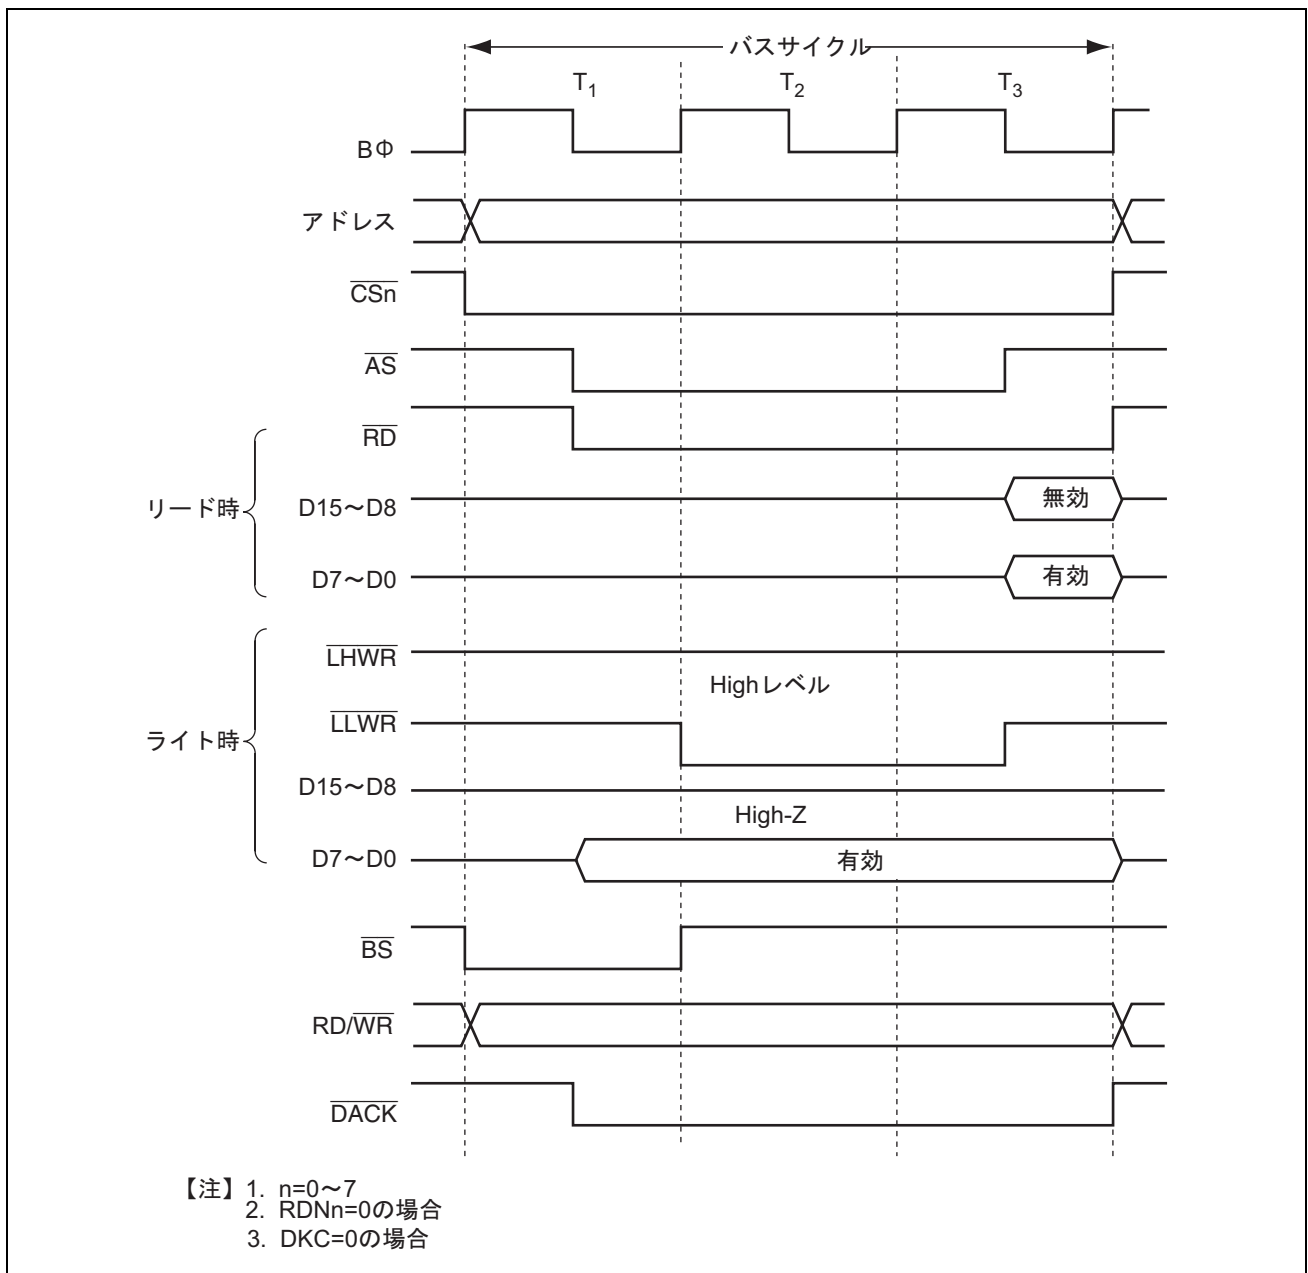 バスサイクル
T1 T2 T3
BΦ
アドレス
CSn
AS
RD
リード時
D15～D8 無効
D7～D0 有効
LHWR
Highレベル
LLWR
ライト時
D15～D8
High-Z
D7～D0 有効
BS
RD/WR
DACK
【注】1. n=0～7
2. RDNn=0の場合
3. DKC=0の場合